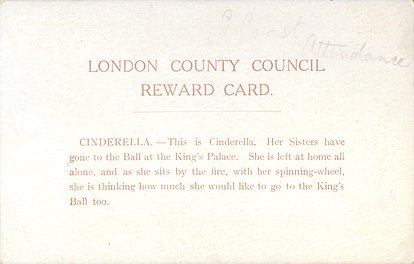 P Coast
Attendance
LONDON COUNTY COUNCIL
REWARD CARD.
CINDERELLA.—This is Cinderella. Her Sisters have
gone to the Ball at the King's Palace. She is left at home all
alone, and as she sits by the fire, with her spinning-wheel,
she is thinking how much she would like to go to the King's
Ball too.